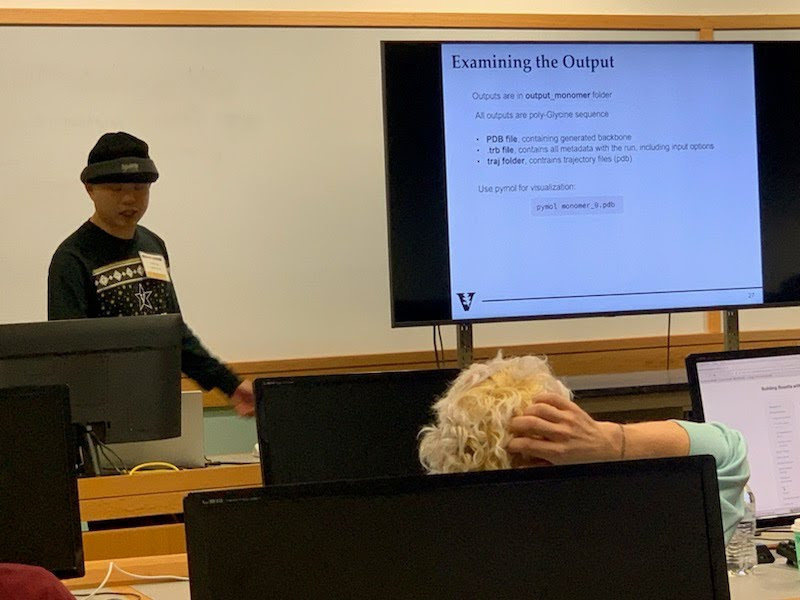 Examining the Output
Outputs are in output_monomer folder
All outputs are poly-Glycine sequence
• PDB file, containing generated backbone
• .trb file, contains all metadata with the run, including input options
• traj folder, contrains trajectory files (pdb)
Use pymol for visualization:
pymol monomer_0.pdb
27
V